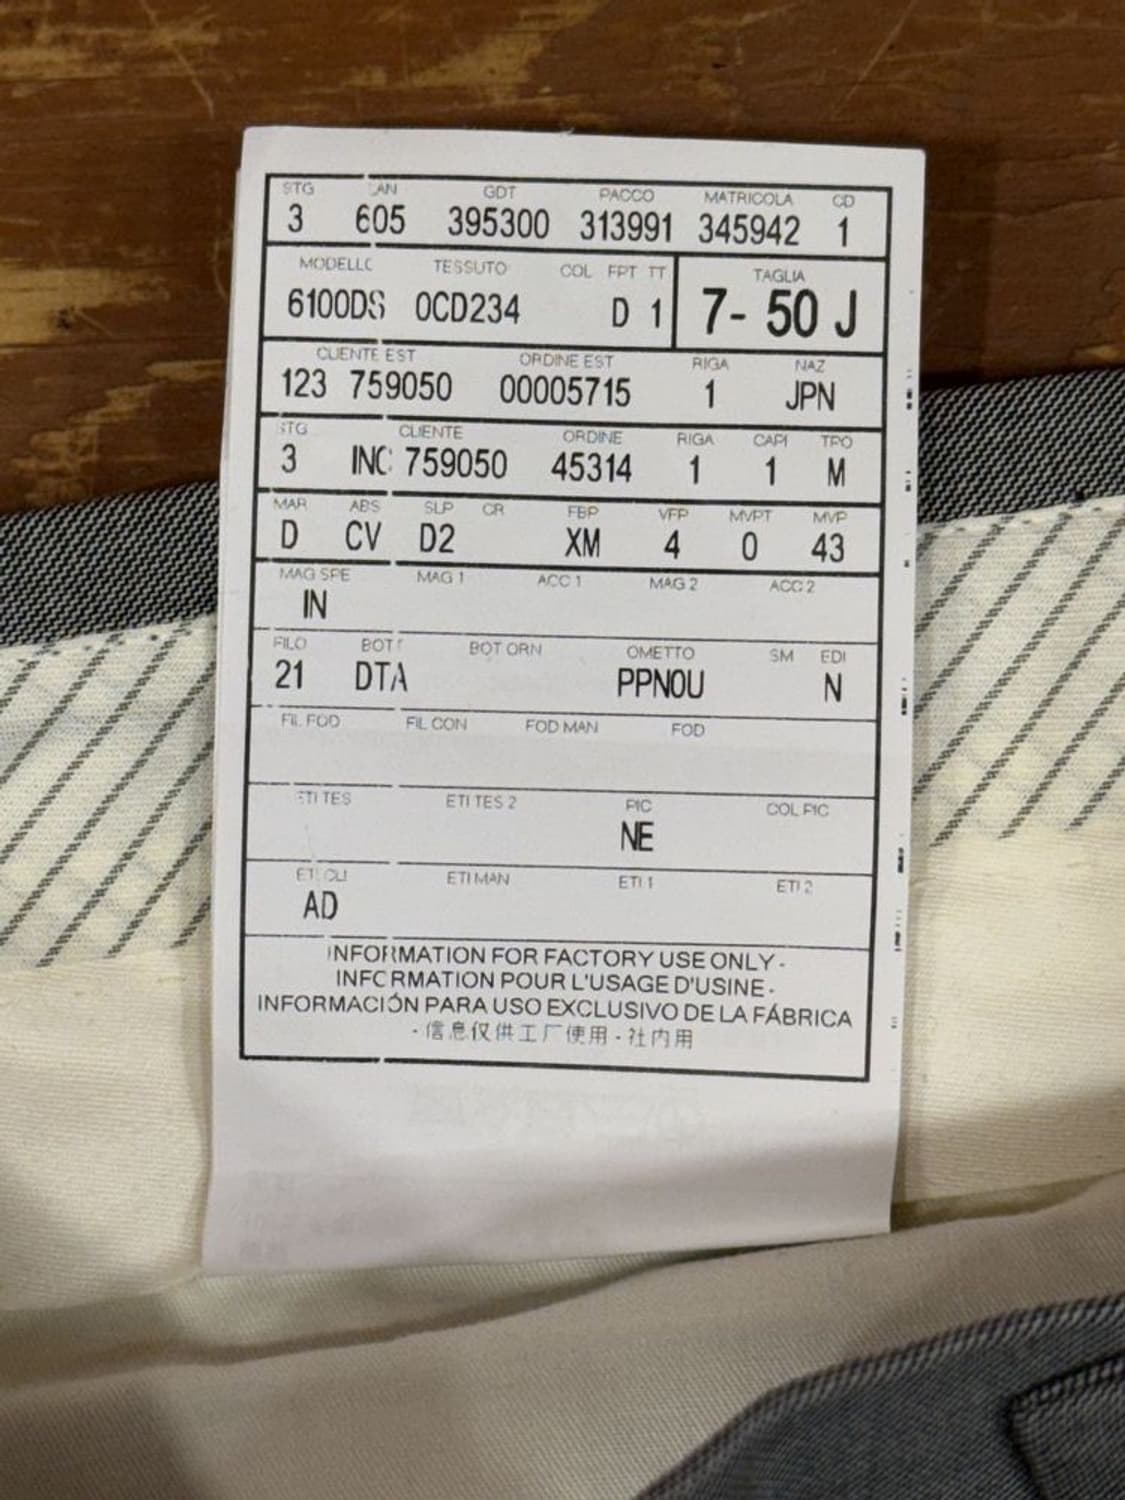 STG LAN GDT PACCO MATRICOLA CD
3 605 395300 313991 345942 1
MODELLO TESSUTO COL FPT TT TAGLIA
6100DS 0CD234 D 1 7- 50 J
CLIENTE EST ORDINE EST RIGA NAZ
123 759050 00005715 1 JPN
STG CLIENTE ORDINE RIGA CAPI TPO
3 INC 759050 45314 1 1 M
MAR ABS SLP CR FBP VFP MVPT MVP
D CV D2 XM 4 0 43
MAG SPE MAG 1 ACC 1 MAG 2 ACC 2
IN
FILO BOTT BOT ORN OMETTO SM EDI
21 DTA PPN0U N
FIL FOD FIL CON FOD MAN FOD
ETI TES ETI TES 2 PIC COL PIC
NE
ETI CLI ETI MAN ETI 1 ETI 2
AD
INFORMATION FOR FACTORY USE ONLY -
INFORMATION POUR L'USAGE D'USINE -
INFORMACIÓN PARA USO EXCLUSIVO DE LA FÁBRICA
- 信息仅供工厂使用 - 社内用